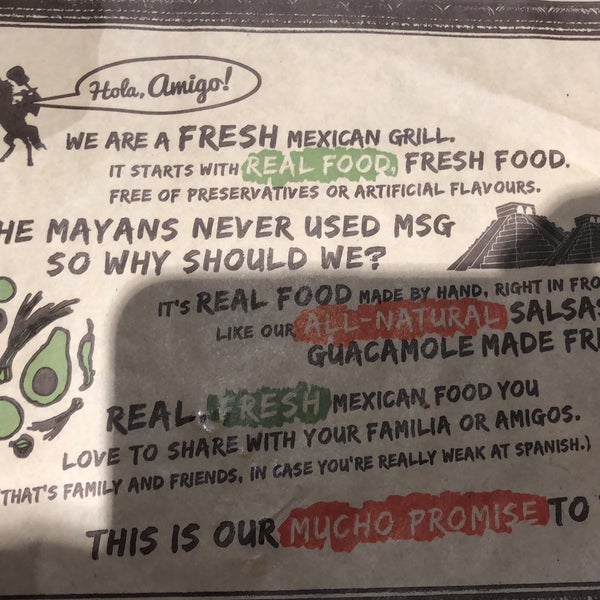 Hola, Amigo!
WE ARE A FRESH MEXICAN GRILL.
IT STARTS WITH REAL FOOD, FRESH FOOD.
FREE OF PRESERVATIVES OR ARTIFICIAL FLAVOURS.
HE MAYANS NEVER USED MSG
SO WHY SHOULD WE?
IT'S REAL FOOD MADE BY HAND, RIGHT IN FRO
LIKE OUR ALL-NATURAL SALSAS
GUACAMOLE MADE FRE
REAL, FRESH MEXICAN FOOD YOU
LOVE TO SHARE WITH YOUR FAMILIA OR AMIGOS.
(THAT'S FAMILY AND FRIENDS, IN CASE YOU'RE REALLY WEAK AT SPANISH.)
THIS IS OUR MUCHO PROMISE TO